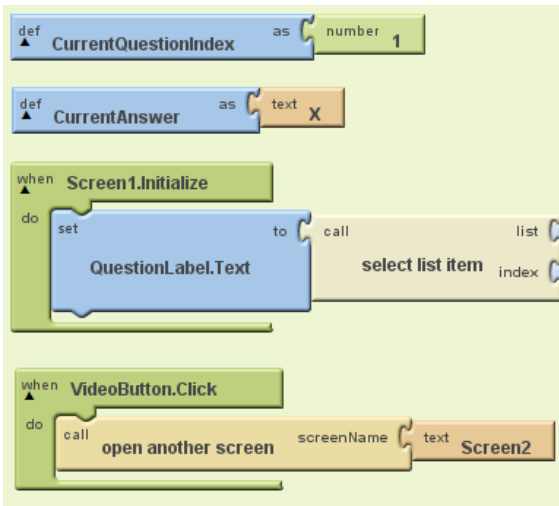 def CurrentQuestionIndex as number 1
def CurrentAnswer as text X
when Screen1.Initialize
do
set QuestionLabel.Text to call select list item list
index
when VideoButton.Click
do
call open another screen screenName text Screen2